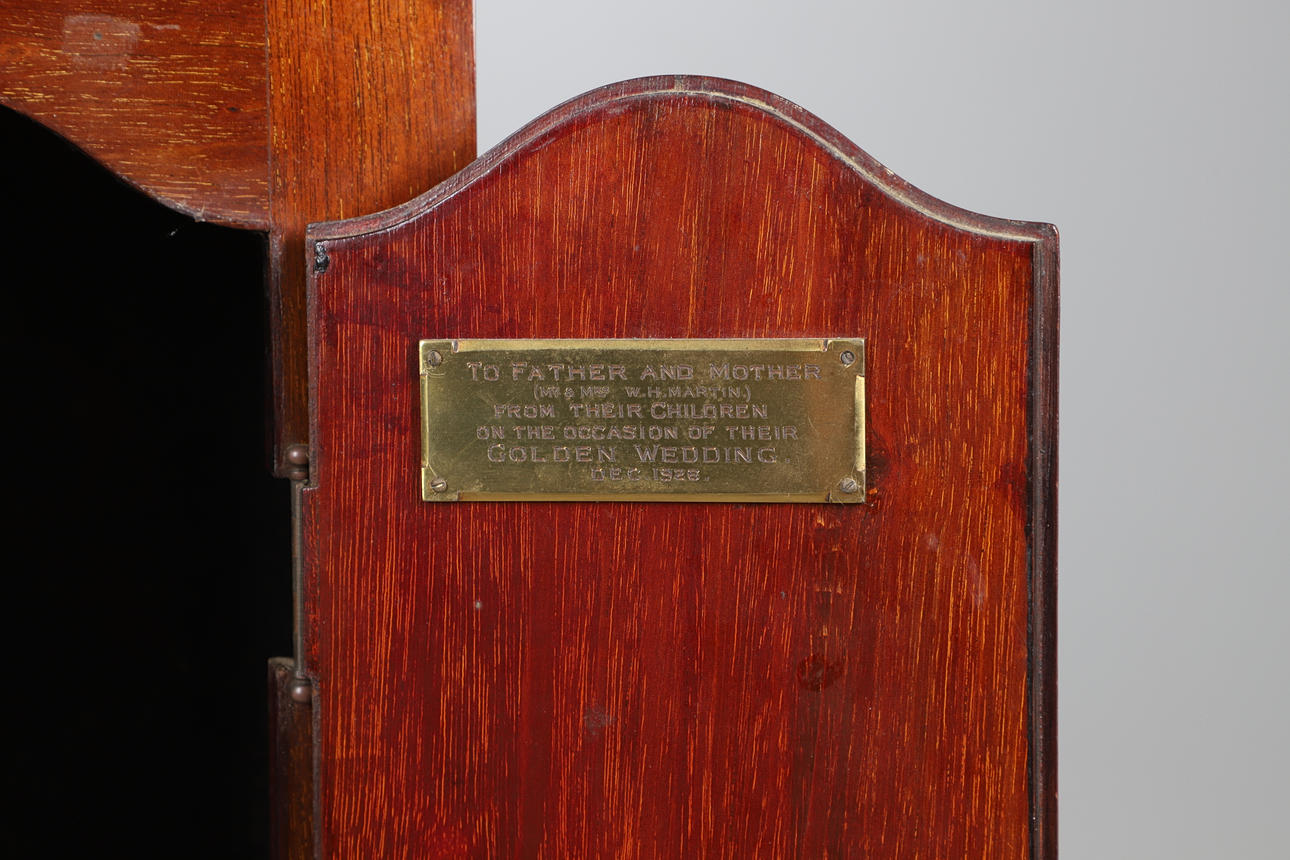 TO FATHER AND MOTHER
(MR & MRS W.H. MARTIN.)
FROM THEIR CHILDREN
ON THE OCCASION OF THEIR
GOLDEN WEDDING.
DEC 1928.